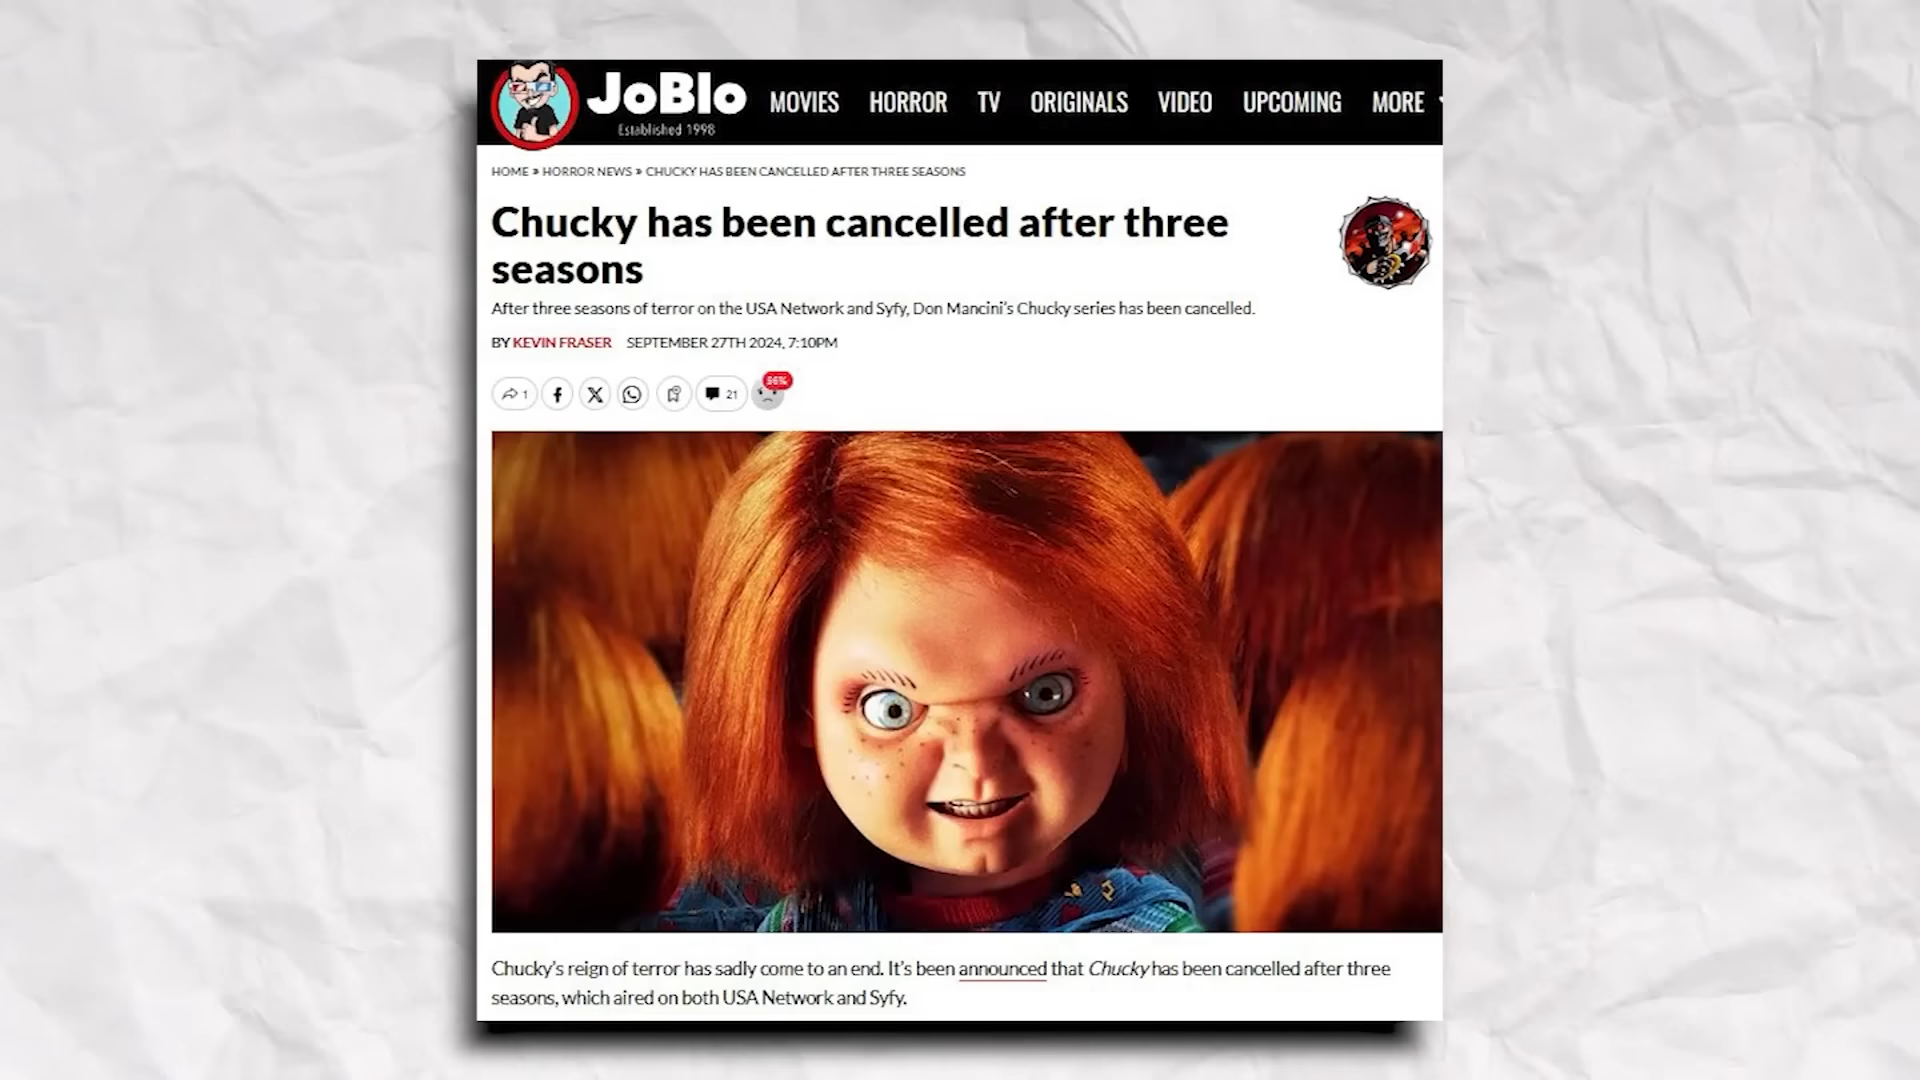 JoBlo
Established 1998
MOVIES HORROR TV ORIGINALS VIDEO UPCOMING MORE
HOME » HORROR NEWS » CHUCKY HAS BEEN CANCELLED AFTER THREE SEASONS
Chucky has been cancelled after three
seasons
After three seasons of terror on the USA Network and Syfy, Don Mancini's Chucky series has been cancelled.
BY KEVIN FRASER SEPTEMBER 27TH 2024, 7:10PM
1 21 56%
Chucky's reign of terror has sadly come to an end. It's been announced that Chucky has been cancelled after three
seasons, which aired on both USA Network and Syfy.